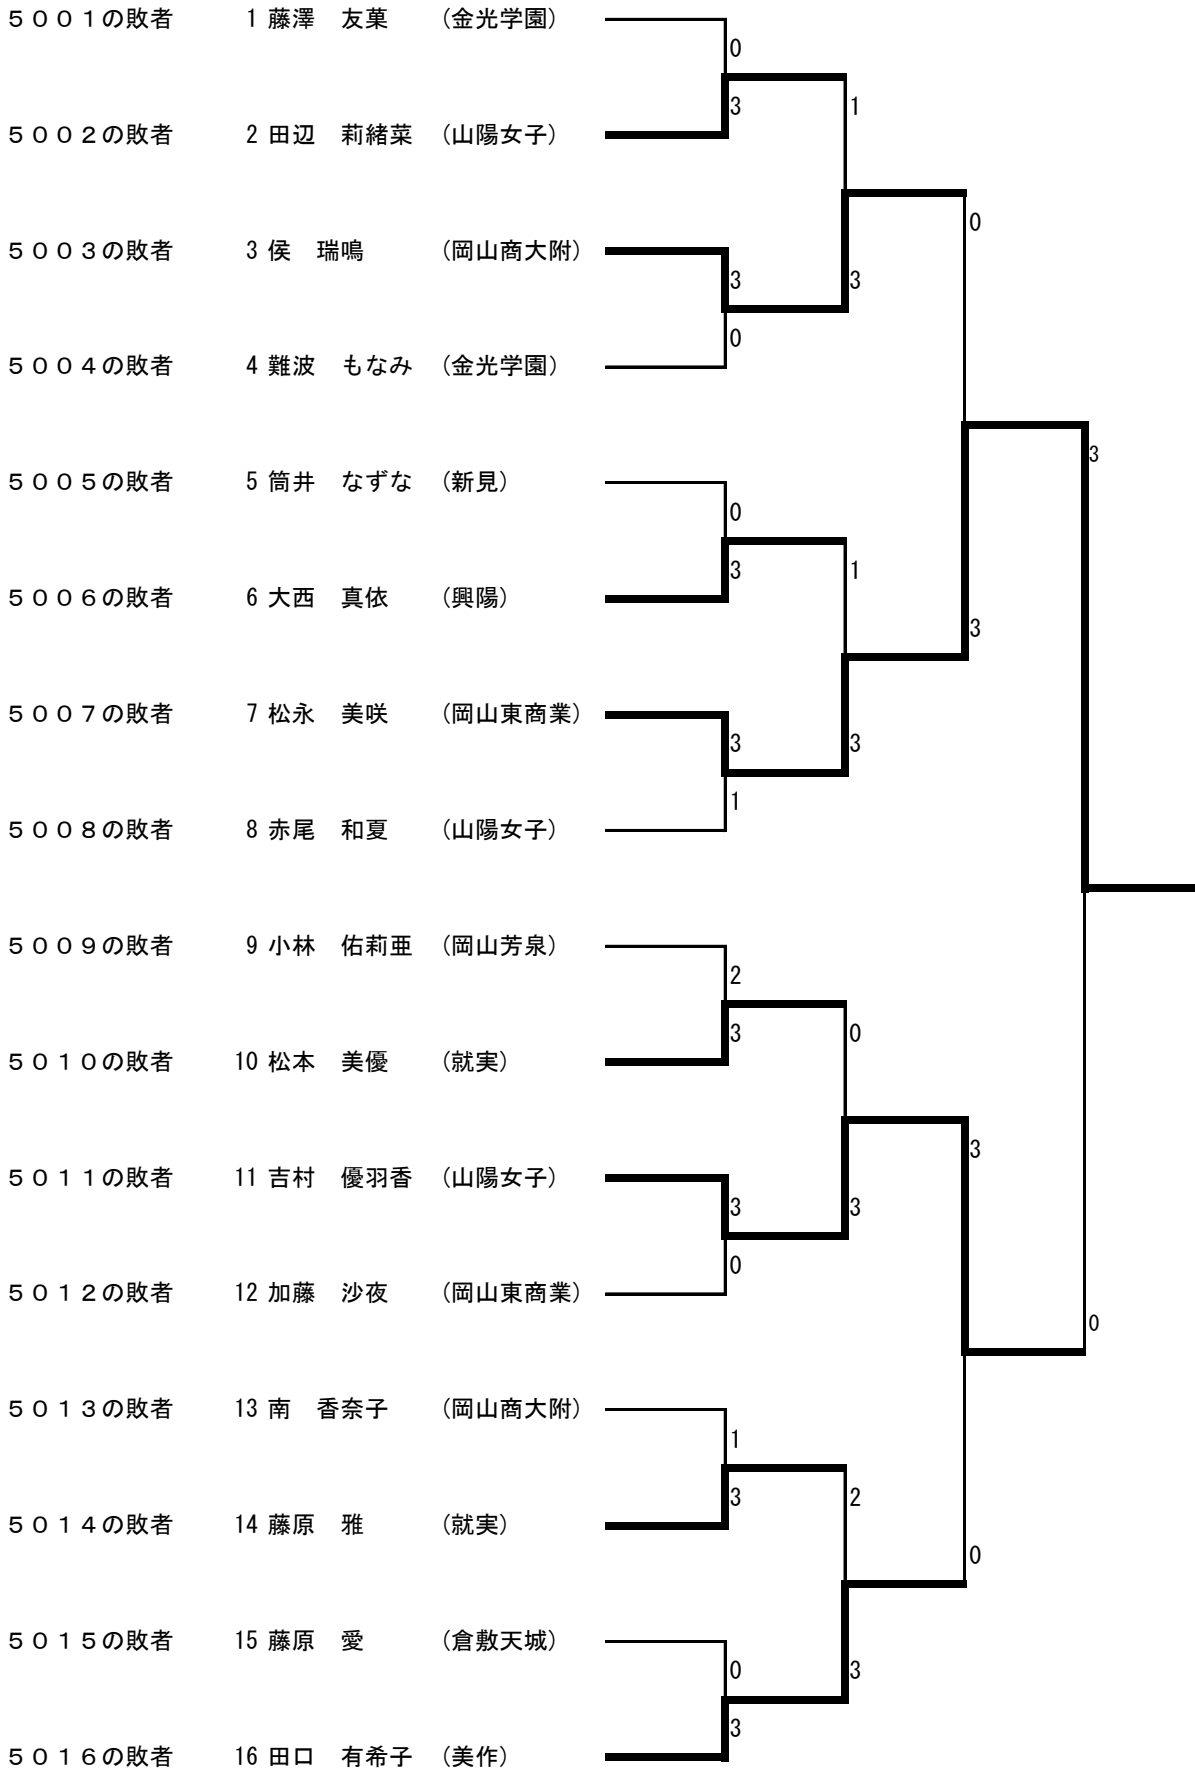 ５００１の敗者 1 藤澤　友菓 (金光学園)
0
3 1
５００２の敗者 2 田辺　莉緒菜 (山陽女子)
0
５００３の敗者 3 侯　瑞鳴 (岡山商大附)
3 3
0
５００４の敗者 4 難波　もなみ (金光学園)
3
５００５の敗者 5 筒井　なずな (新見)
0
3 1
５００６の敗者 6 大西　真依 (興陽)
3
５００７の敗者 7 松永　美咲 (岡山東商業)
3 3
1
５００８の敗者 8 赤尾　和夏 (山陽女子)
５００９の敗者 9 小林　佑莉亜 (岡山芳泉)
2
3 0
５０１０の敗者 10 松本　美優 (就実)
3
５０１１の敗者 11 吉村　優羽香 (山陽女子)
3 3
0
５０１２の敗者 12 加藤　沙夜 (岡山東商業)
0
５０１３の敗者 13 南　香奈子 (岡山商大附)
1
3 2
５０１４の敗者 14 藤原　雅 (就実)
0
５０１５の敗者 15 藤原　愛 (倉敷天城)
0 3
3
５０１６の敗者 16 田口　有希子 (美作)